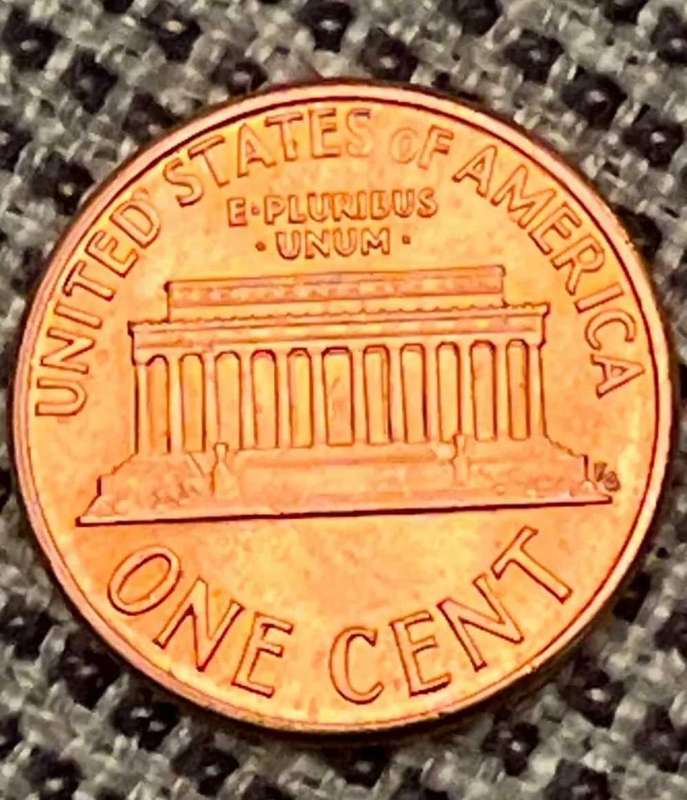 UNITED STATES OF AMERICA
E·PLURIBUS
·UNUM·
ONE CENT